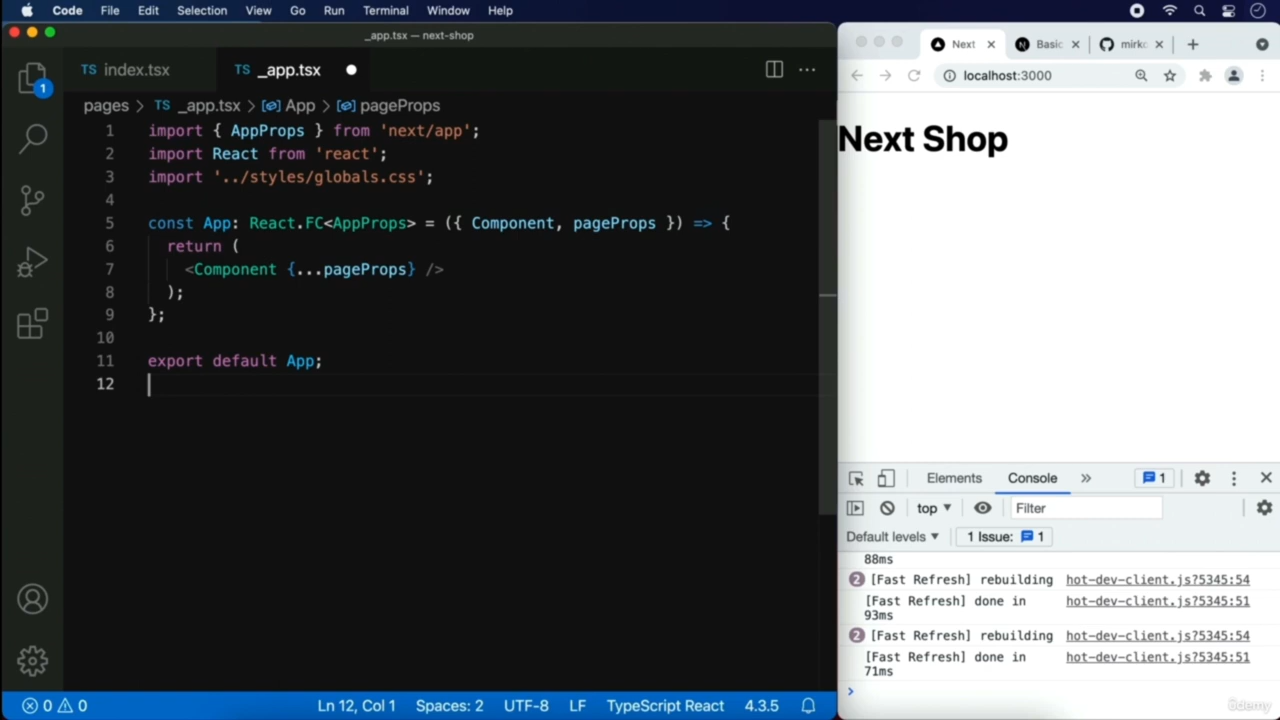 Code File Edit Selection View Go Run Terminal Window Help
_app.tsx — next-shop
TS index.tsx TS _app.tsx
pages > TS _app.tsx > App > pageProps
1 import { AppProps } from 'next/app';
2 import React from 'react';
3 import '../styles/globals.css';
4
5 const App: React.FC<AppProps> = ({ Component, pageProps }) => {
6 return (
7 <Component {...pageProps} />
8 );
9 };
10
11 export default App;
12
1
0 0 Ln 12, Col 1 Spaces: 2 UTF-8 LF TypeScript React 4.3.5
Next Basic mirko
localhost:3000
Next Shop
Elements Console » 1
top Filter
Default levels 1 Issue: 1
88ms
2 [Fast Refresh] rebuilding hot-dev-client.js?5345:54
[Fast Refresh] done in hot-dev-client.js?5345:51
93ms
2 [Fast Refresh] rebuilding hot-dev-client.js?5345:54
[Fast Refresh] done in hot-dev-client.js?5345:51
71ms
>
ûdemy